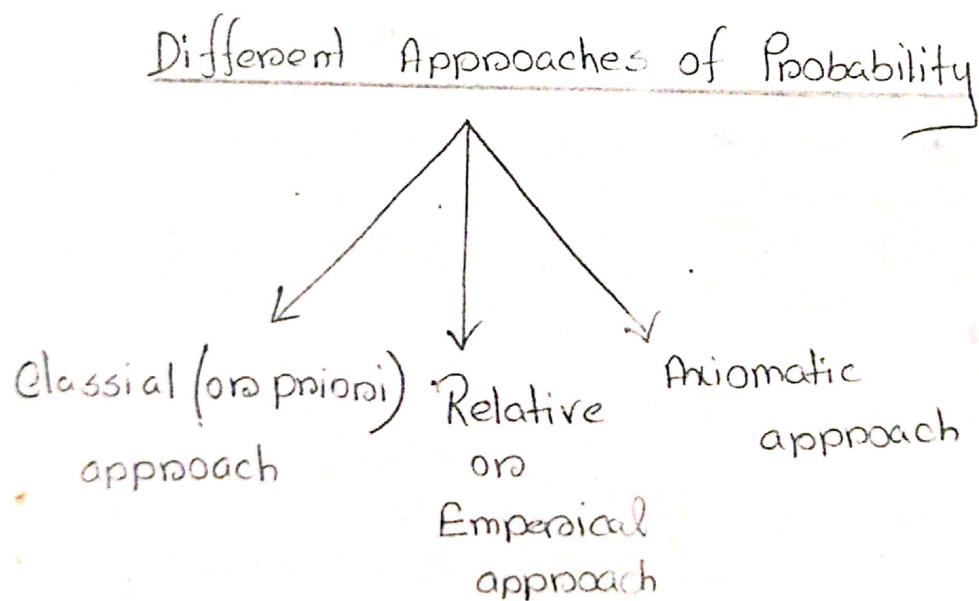 Different Approaches of Probability
Classial (or priori)
approach
Relative
or
Emperical
approach
Axiomatic
approach